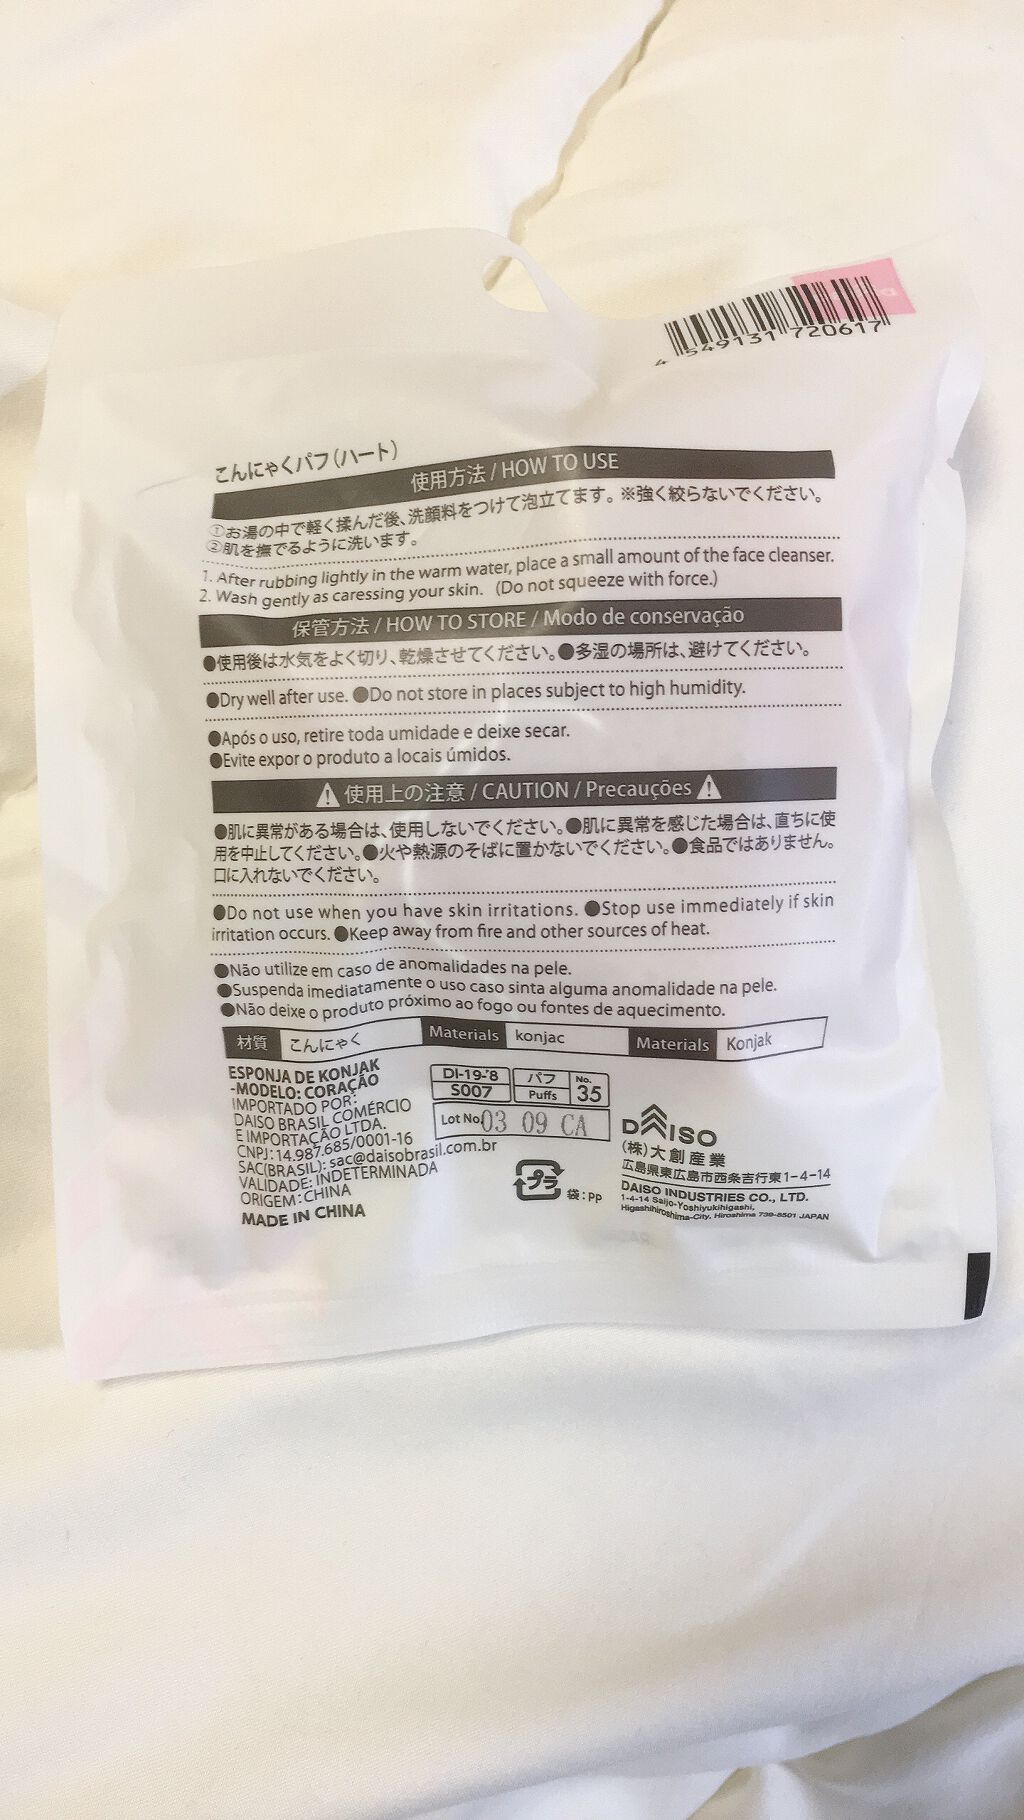 4 549131 720617
こんにゃくパフ(ハート)
使用方法 / HOW TO USE
①お湯の中で軽く揉んだ後、洗顔料をつけて泡立てます。※強く絞らないでください。
②肌を撫でるように洗います。
1. After rubbing lightly in the warm water, place a small amount of the face cleanser.
2. Wash gently as caressing your skin. (Do not squeeze with force.)
保管方法 / HOW TO STORE / Modo de conservação
●使用後は水気をよく切り、乾燥させてください。●多湿の場所は、避けてください。
●Dry well after use. ●Do not store in places subject to high humidity.
●Após o uso, retire toda umidade e deixe secar.
●Evite expor o produto a locais úmidos.
使用上の注意 / CAUTION / Precauções
●肌に異常がある場合は、使用しないでください。●肌に異常を感じた場合は、直ちに使
用を中止してください。●火や熱源のそばに置かないでください。●食品ではありません。
口に入れないでください。
●Do not use when you have skin irritations. ●Stop use immediately if skin
irritation occurs. ●Keep away from fire and other sources of heat.
●Não utilize em caso de anomalidades na pele.
●Suspenda imediatamente o uso caso sinta alguma anomalidade na pele.
●Não deixe o produto próximo ao fogo ou fontes de aquecimento.
材質 こんにゃく Materials konjac Materials Konjak
ESPONJA DE KONJAK
-MODELO: CORAÇÃO
IMPORTADO POR:
DAISO BRASIL COMÉRCIO
E IMPORTAÇÃO LTDA.
CNPJ: 14.987.685/0001-16
SAC(BRASIL): sac@daisobrasil.com.br
VALIDADE: INDETERMINADA
ORIGEM: CHINA
MADE IN CHINA
DI-19-'8 パフ No.
S007 Puffs 35
Lot No 03 09 CA
プラ 袋:PP
DAISO
(株)大創産業
広島県東広島市西条吉行東1-4-14
DAISO INDUSTRIES CO., LTD.
1-4-14 Saijo-Yoshiyukihigashi,
Higashihiroshima-City, Hiroshima 739-8501 JAPAN